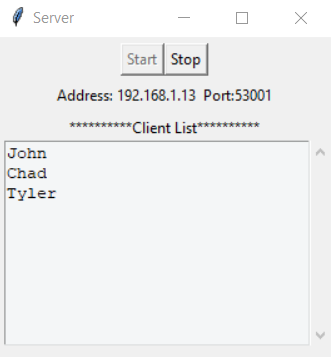 Server
Start Stop
Address: 192.168.1.13 Port:53001
**********Client List**********
John
Chad
Tyler